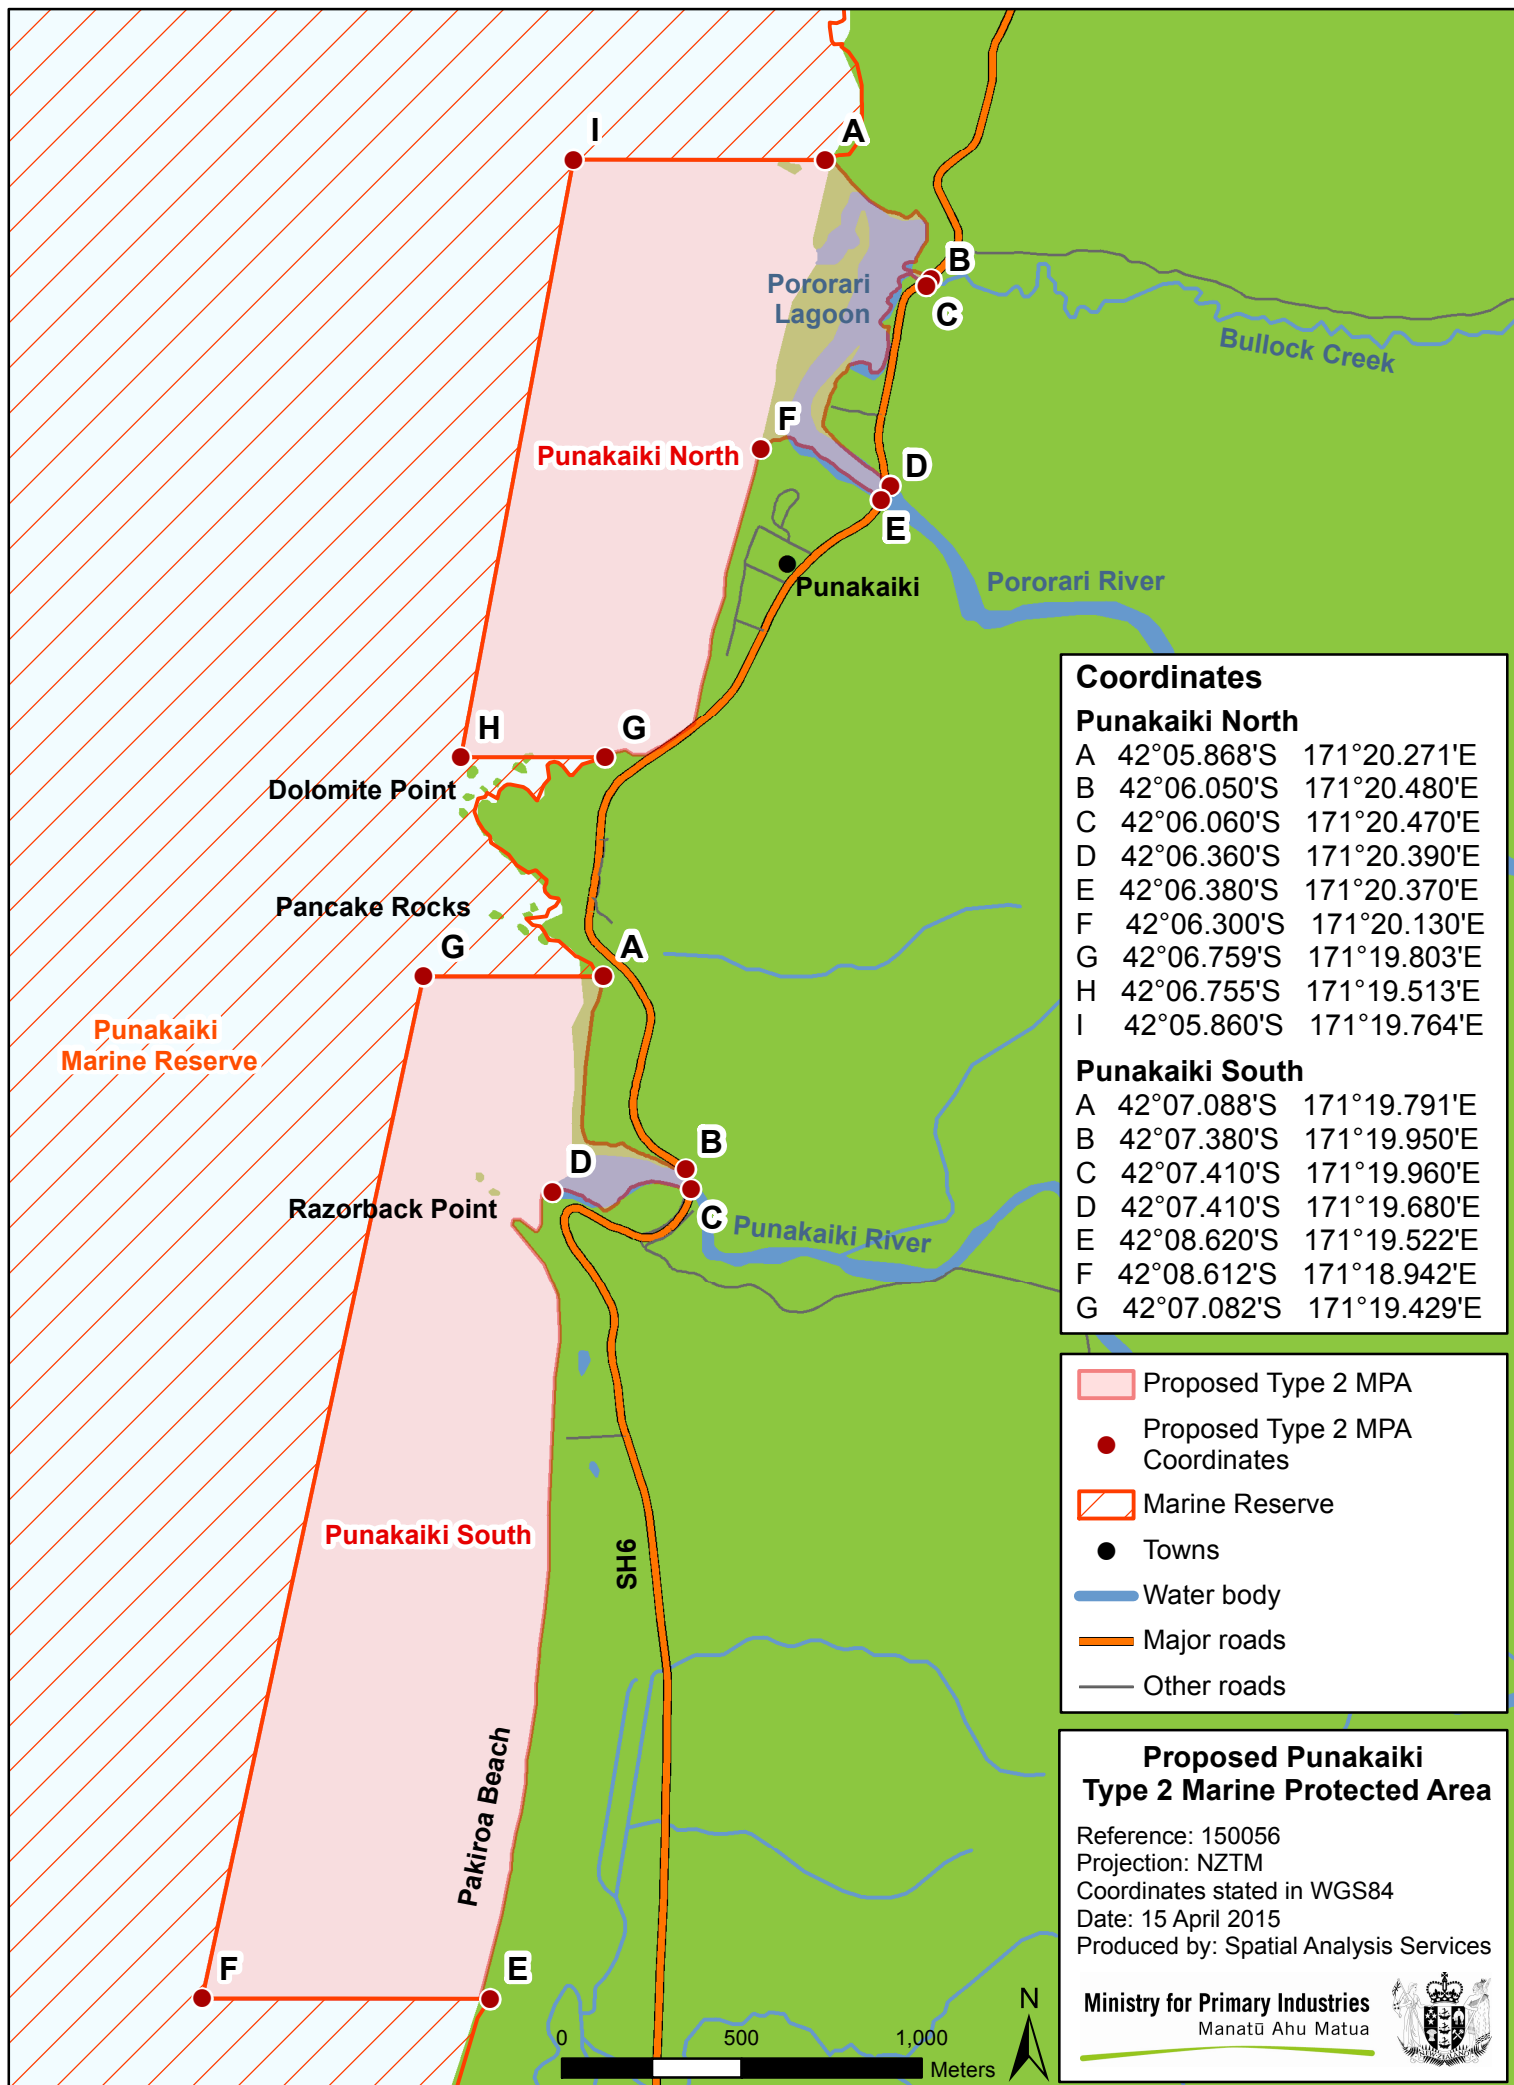 I
A
B
Pororari
Lagoon
C
Bullock Creek
F
Punakaiki North
D
E
Punakaiki
Pororari River
H
G
Dolomite Point
Pancake Rocks
G
A
Punakaiki
Marine Reserve
B
D
Razorback Point
C
Punakaiki River
Punakaiki South
SH6
Pakiroa Beach
F
E
0 500 1,000
Meters
N
Coordinates
Punakaiki North
A 42°05.868'S 171°20.271'E
B 42°06.050'S 171°20.480'E
C 42°06.060'S 171°20.470'E
D 42°06.360'S 171°20.390'E
E 42°06.380'S 171°20.370'E
F 42°06.300'S 171°20.130'E
G 42°06.759'S 171°19.803'E
H 42°06.755'S 171°19.513'E
I 42°05.860'S 171°19.764'E
Punakaiki South
A 42°07.088'S 171°19.791'E
B 42°07.380'S 171°19.950'E
C 42°07.410'S 171°19.960'E
D 42°07.410'S 171°19.680'E
E 42°08.620'S 171°19.522'E
F 42°08.612'S 171°18.942'E
G 42°07.082'S 171°19.429'E
Proposed Type 2 MPA
Proposed Type 2 MPA
Coordinates
Marine Reserve
Towns
Water body
Major roads
Other roads
Proposed Punakaiki
Type 2 Marine Protected Area
Reference: 150056
Projection: NZTM
Coordinates stated in WGS84
Date: 15 April 2015
Produced by: Spatial Analysis Services
Ministry for Primary Industries
Manatū Ahu Matua